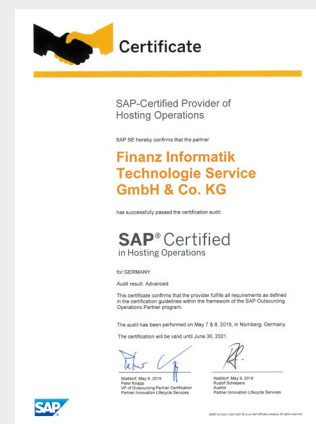 Certificate
SAP-Certified Provider of
Hosting Operations
SAP SE hereby confirms that the partner
Finanz Informatik
Technologie Service
GmbH & Co. KG
has successfully passed the certification audit:
SAP® Certified
in Hosting Operations
for GERMANY.
Audit result: Advanced
This certificate confirms that the provider fulfills all requirements as defined
in the certification guidelines within the framework of the SAP Outsourcing
Operations Partner program.
The audit has been performed on May 7 & 8, 2019, in Nürnberg, Germany.
The certification will be valid until June 30, 2021.
Walldorf: May 9, 2019
Peter Knapp
VP of Outsourcing Partner Certification
Partner Innovation Lifecycle Services
Walldorf: May 9, 2019
Rudolf Scheipers
Auditor
Partner Innovation Lifecycle Services
SAP